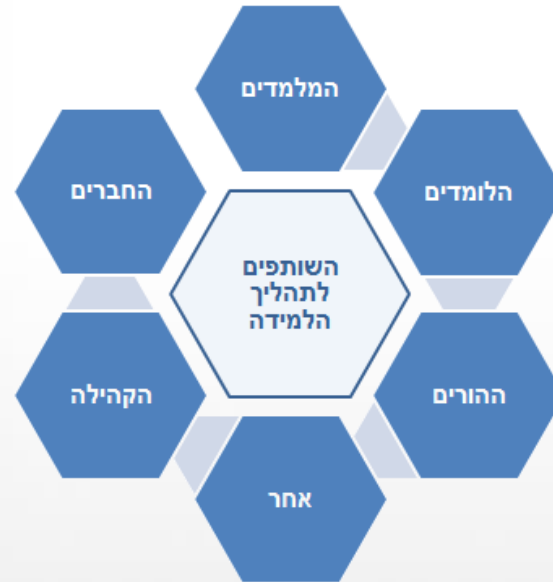 המלמדים
הלומדים
החברים
השותפים
לתהליך
הלמידה
ההורים
הקהילה
אחר